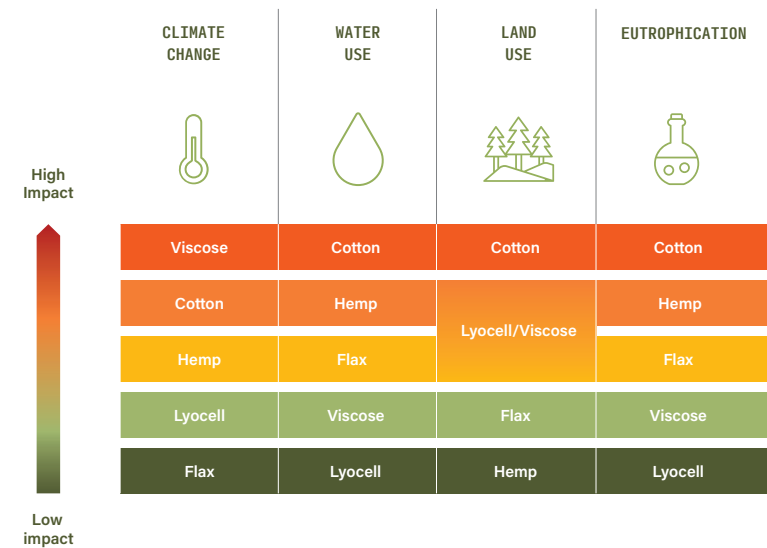 CLIMATE
CHANGE
WATER
USE
LAND
USE
EUTROPHICATION
High
Impact
Viscose
Cotton
Cotton
Cotton
Cotton
Hemp
Lyocell/Viscose
Hemp
Hemp
Flax
Flax
Lyocell
Viscose
Flax
Viscose
Flax
Lyocell
Hemp
Lyocell
Low
impact